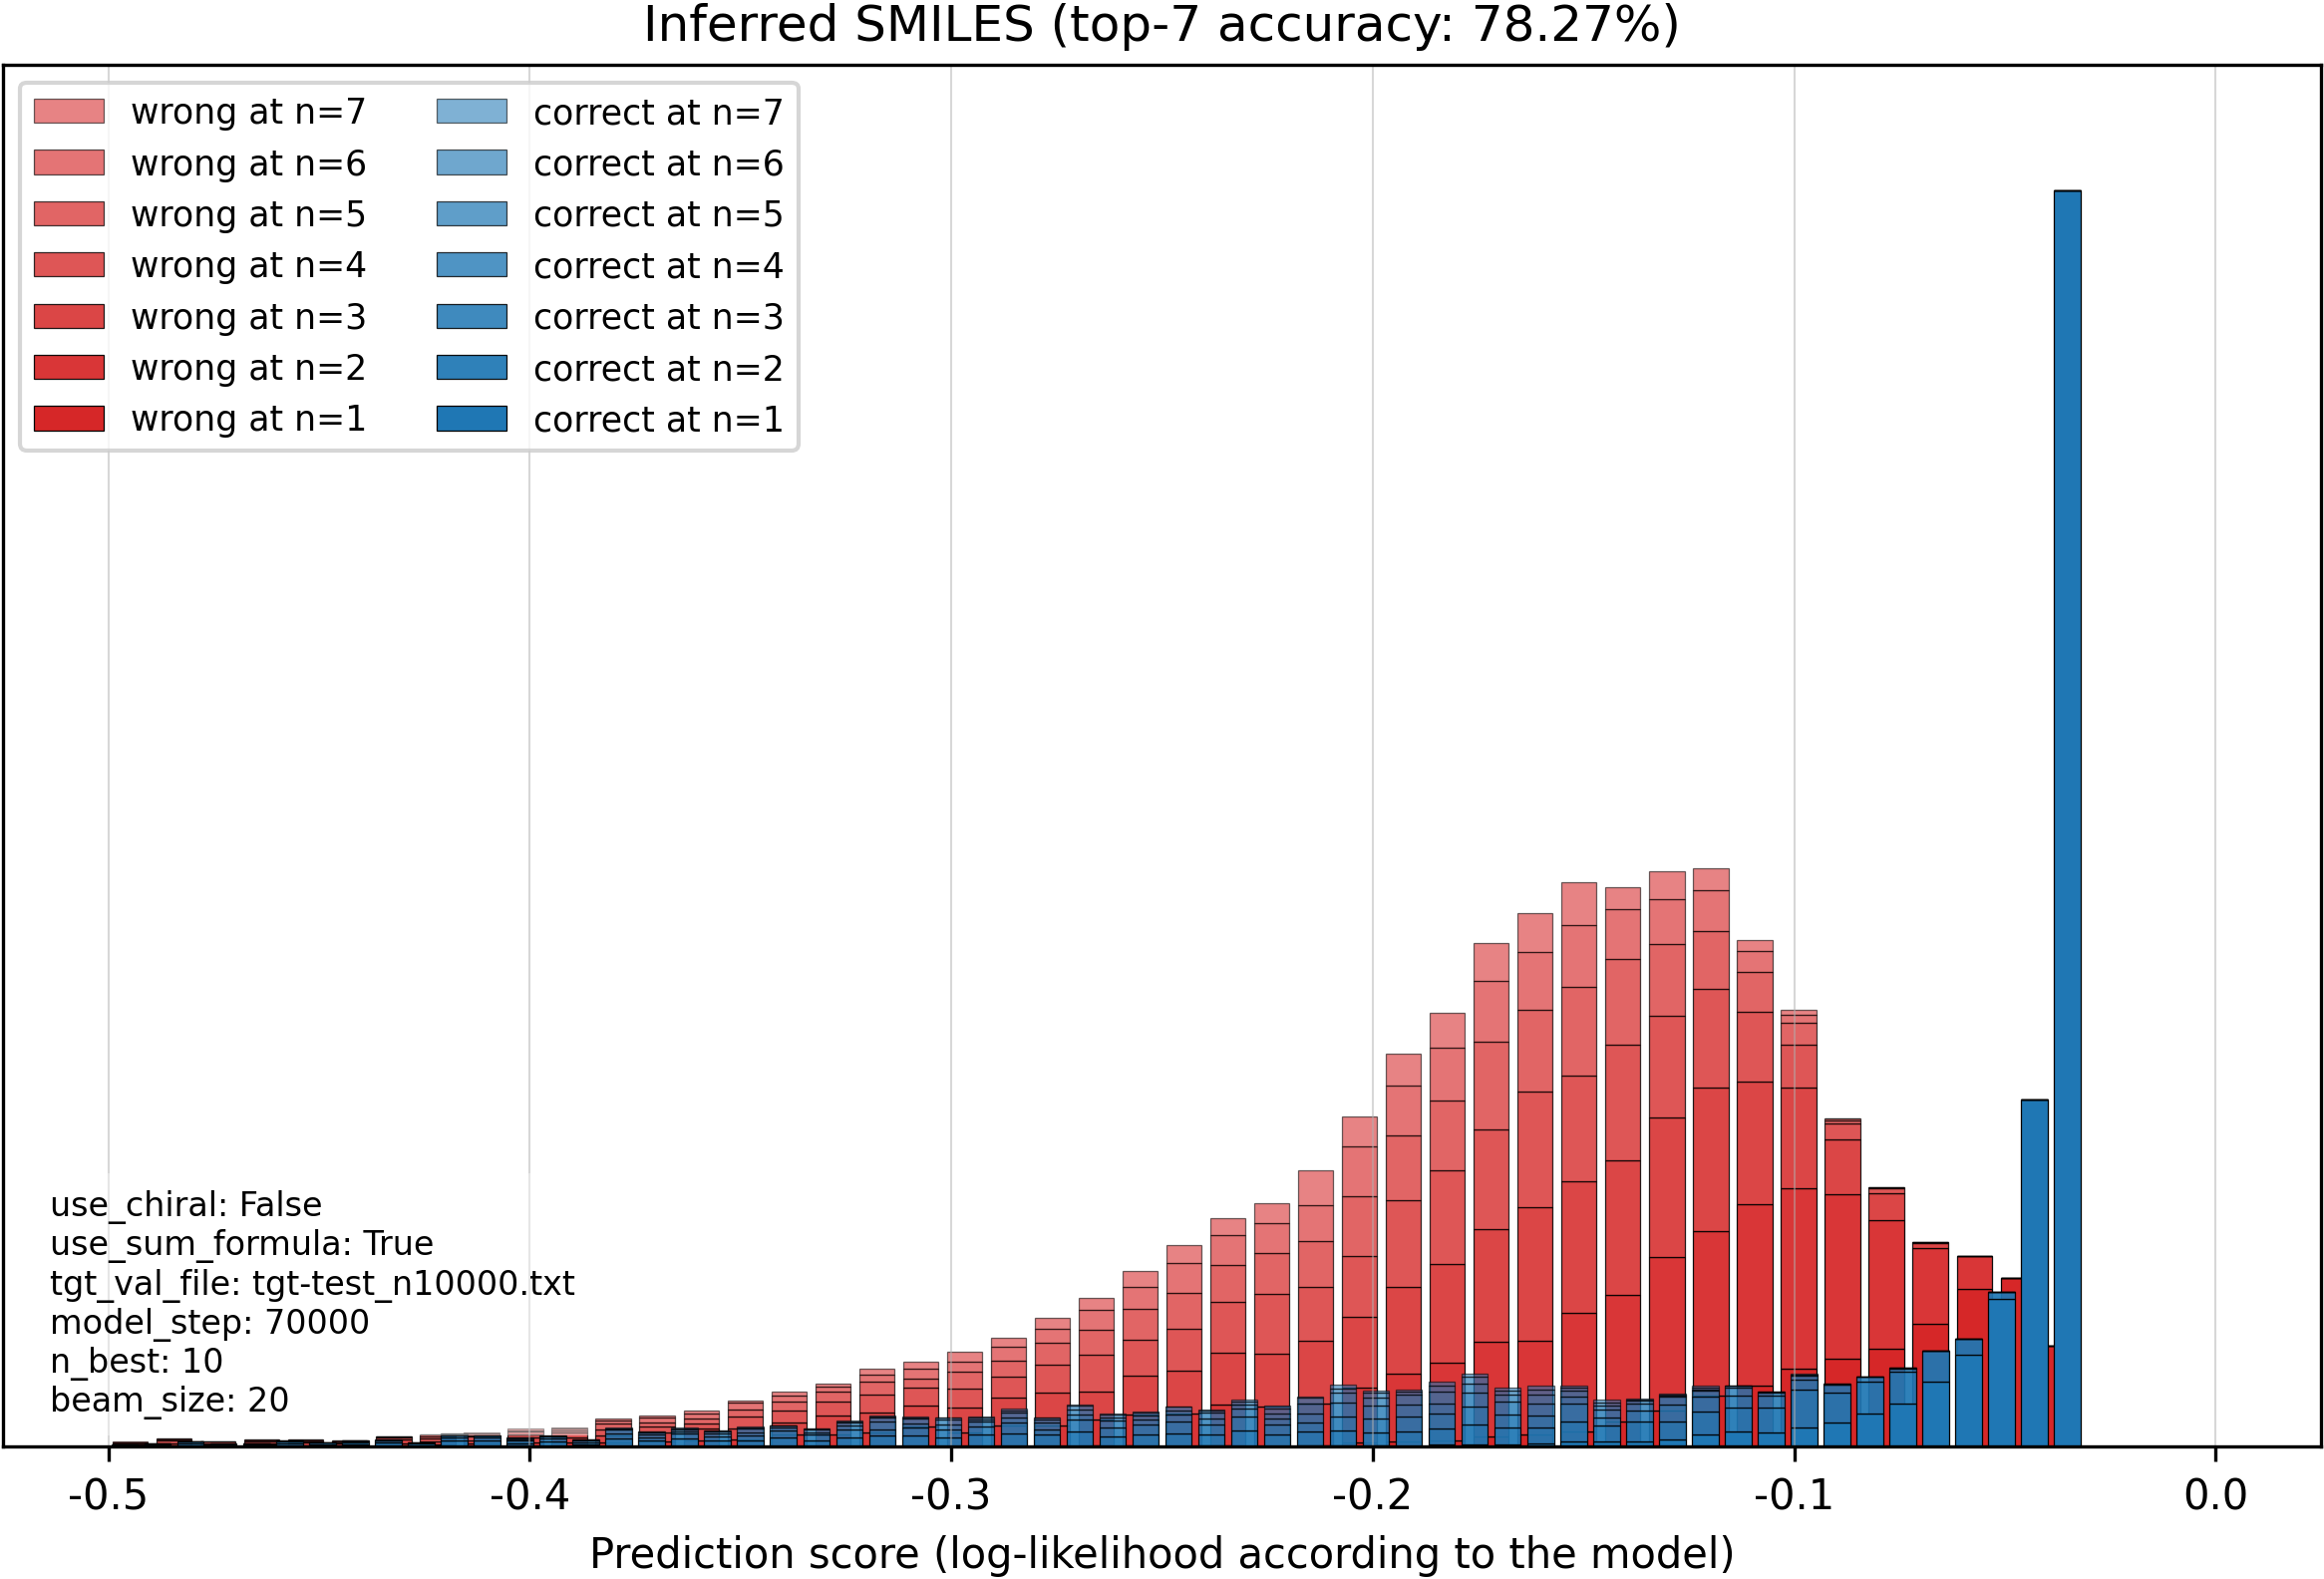 Inferred SMILES (top-7 accuracy: 78.27%)
wrong at n=7
wrong at n=6
wrong at n=5
wrong at n=4
wrong at n=3
wrong at n=2
wrong at n=1
correct at n=7
correct at n=6
correct at n=5
correct at n=4
correct at n=3
correct at n=2
correct at n=1
use_chiral: False
use_sum_formula: True
tgt_val_file: tgt-test_n10000.txt
model_step: 70000
n_best: 10
beam_size: 20
-0.5 -0.4 -0.3 -0.2 -0.1 0.0
Prediction score (log-likelihood according to the model)